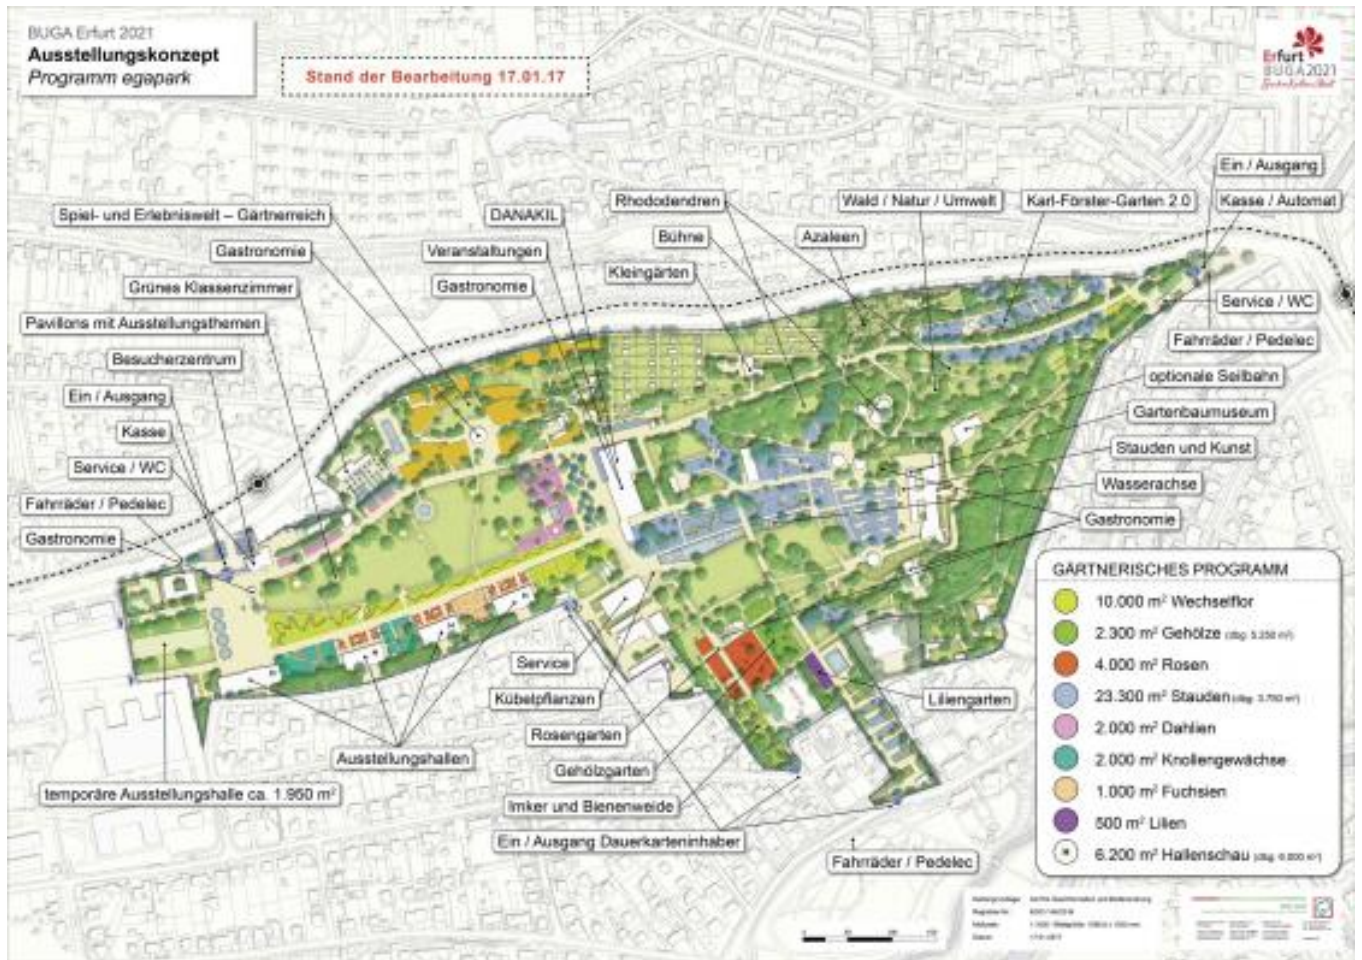 BUGA Erfurt 2021
Ausstellungskonzept
Programm egapark
Stand der Bearbeitung 17.01.17
Erfurt
BUGA2021
Ein / Ausgang
Kasse / Automat
Rhododendren
Wald / Natur / Umwelt
Karl-Förster-Garten 2.0
Spiel- und Erlebniswelt – Gärtnerreich
DANAKIL
Bühne
Azaleen
Gastronomie
Veranstaltungen
Kleingärten
Grünes Klassenzimmer
Gastronomie
Service / WC
Pavillons mit Ausstellungsthemen
Fahrräder / Pedelec
Besucherzentrum
optionale Seilbahn
Ein / Ausgang
Gartenbaumuseum
Kasse
Stauden und Kunst
Service / WC
Wasserachse
Fahrräder / Pedelec
Gastronomie
Gastronomie
Service
Kübelpflanzen
Liliengarten
Rosengarten
Ausstellungshallen
Gehölzgarten
temporäre Ausstellungshalle ca. 1.950 m²
Imker und Bienenweide
Ein / Ausgang Dauerkarteninhaber
Fahrräder / Pedelec
GÄRTNERISCHES PROGRAMM
10.000 m² Wechselflor
2.300 m² Gehölze
4.000 m² Rosen
23.300 m² Stauden
2.000 m² Dahlien
2.000 m² Knollengewächse
1.000 m² Fuchsien
500 m² Lilien
6.200 m² Hallenschau